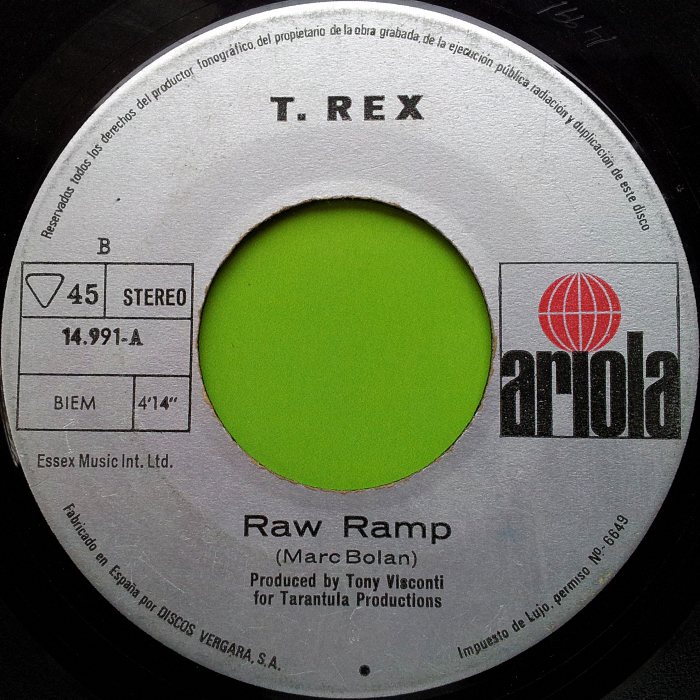 Reservados todos los derechos del productor fonográfico, del propietario de la obra grabada, de la ejecución pública, radiación y duplicación de este disco
T. REX
B
45 STEREO
14.991-A
BIEM 4'14"
Essex Music Int. Ltd.
ariola
Raw Ramp
(Marc Bolan)
Produced by Tony Visconti
for Tarantula Productions
Fabricado en España por DISCOS VERGARA, S.A.
Impuesto de Lujo, permiso Nº-6649